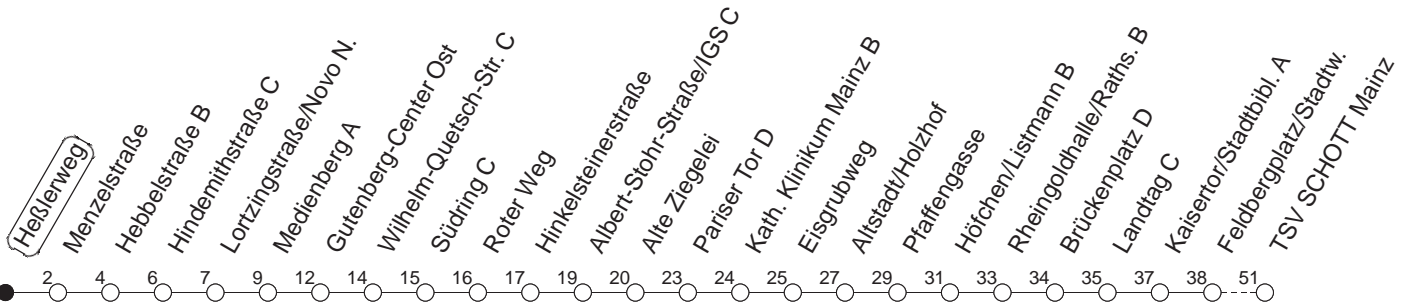 Heßlerweg
Menzelstraße
Hebbelstraße B
Hindemithstraße C
Lortzingstraße/Novo N.
Medienberg A
Gutenberg-Center Ost
Wilhelm-Quetsch-Str. C
Südring C
Roter Weg
Hinkelsteinerstraße
Albert-Stohr-Straße/IGS C
Alte Ziegelei
Pariser Tor D
Kath. Klinikum Mainz B
Eisgrubweg
Altstadt/Holzhof
Pfaffengasse
Höfchen/Listmann B
Rheingoldhalle/Raths. B
Brückenplatz D
Landtag C
Kaisertor/Stadtbibl. A
Feldbergplatz/Stadtw.
TSV SCHOTT Mainz
2 4 6 7 9 12 14 15 16 17 19 20 23 24 25 27 29 31 33 34 35 37 38 51